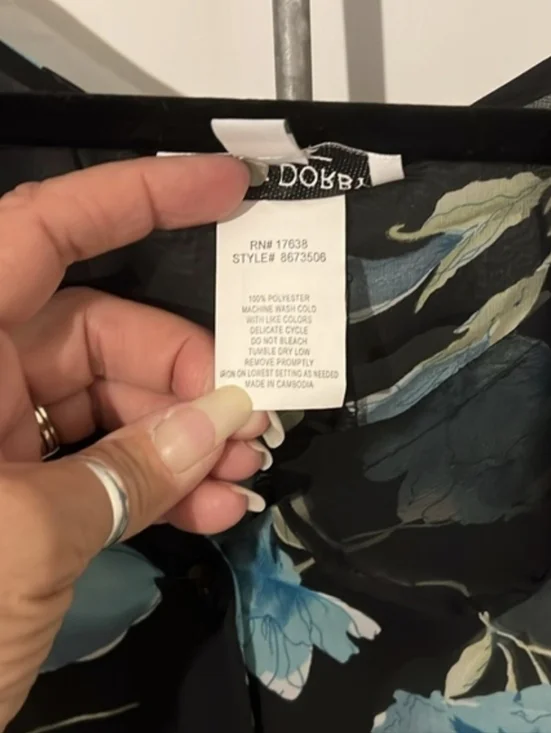 DORBY
RN# 17638
STYLE# 8673506
100% POLYESTER
MACHINE WASH COLD
WITH LIKE COLORS
DELICATE CYCLE
DO NOT BLEACH
TUMBLE DRY LOW
REMOVE PROMPTLY
IRON ON LOWEST SETTING AS NEEDED
MADE IN CAMBODIA